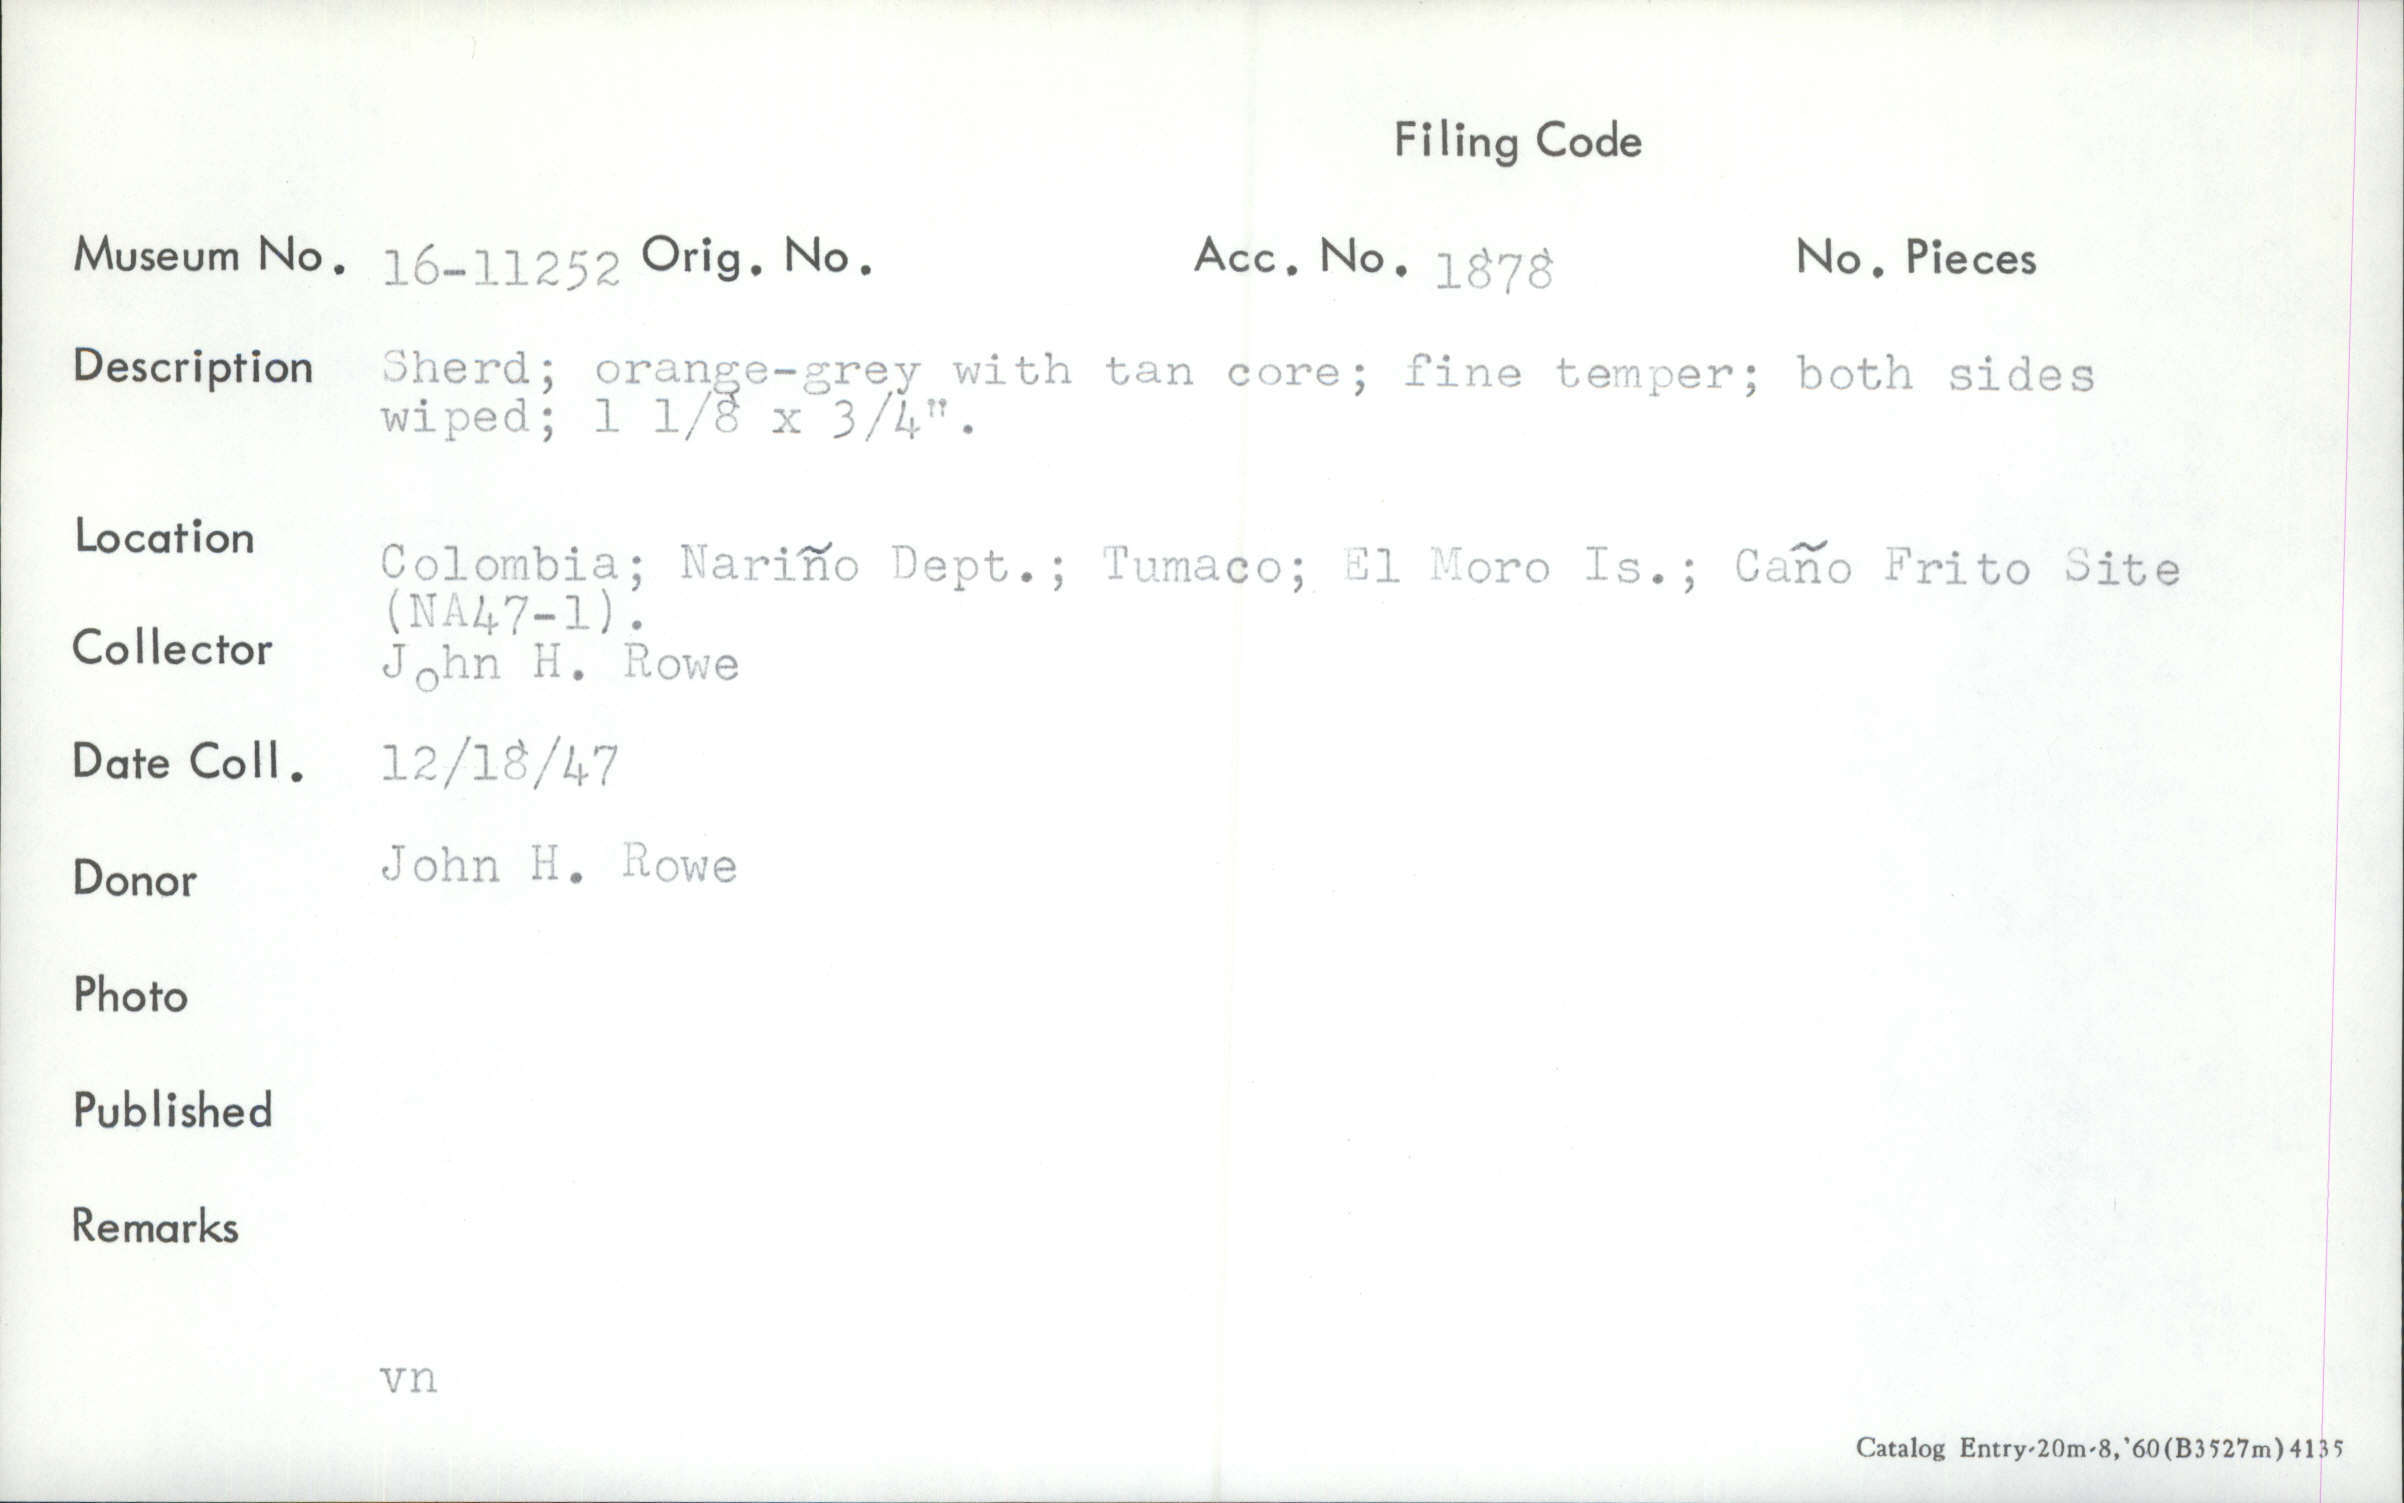 Filing Code
Museum No. 16-11252 Orig. No. Acc. No. 1878 No. Pieces
Description Sherd; orange-grey with tan core; fine temper; both sides
wiped; 1 1/8 x 3/4".
Location Colombia; Nariño Dept.; Tumaco; El Moro Is.; Caño Frito Site
(NA47-1).
Collector John H. Rowe
Date Coll. 12/18/47
Donor John H. Rowe
Photo
Published
Remarks
vn
Catalog Entry-20m-8,'60(B3527m)4135